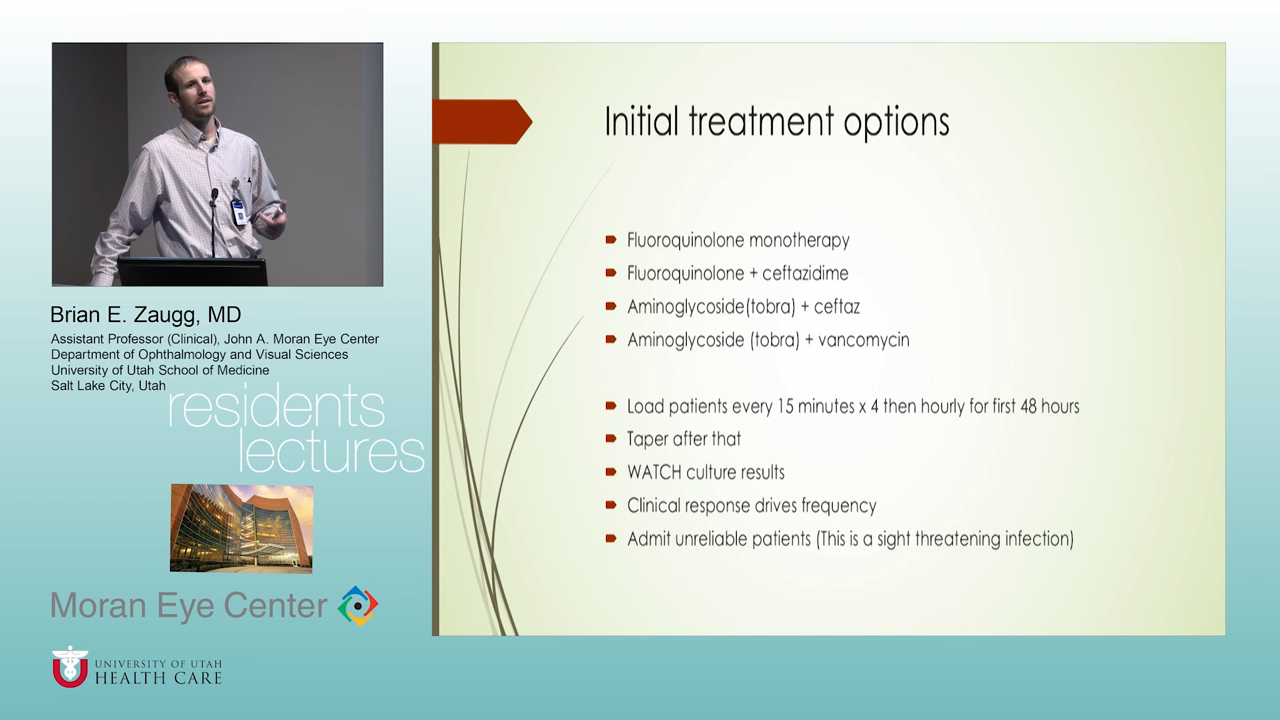 Initial treatment options
Fluoroquinolone monotherapy
Fluoroquinolone + ceftazidime
Aminoglycoside(tobra) + ceftaz
Aminoglycoside (tobra) + vancomycin
Load patients every 15 minutes x 4 then hourly for first 48 hours
Taper after that
WATCH culture results
Clinical response drives frequency
Admit unreliable patients (This is a sight threatening infection)
Brian E. Zaugg, MD
Assistant Professor (Clinical), John A. Moran Eye Center
Department of Ophthalmology and Visual Sciences
University of Utah School of Medicine
Salt Lake City, Utah
residents
lectures
Moran Eye Center
UNIVERSITY OF UTAH
HEALTH CARE